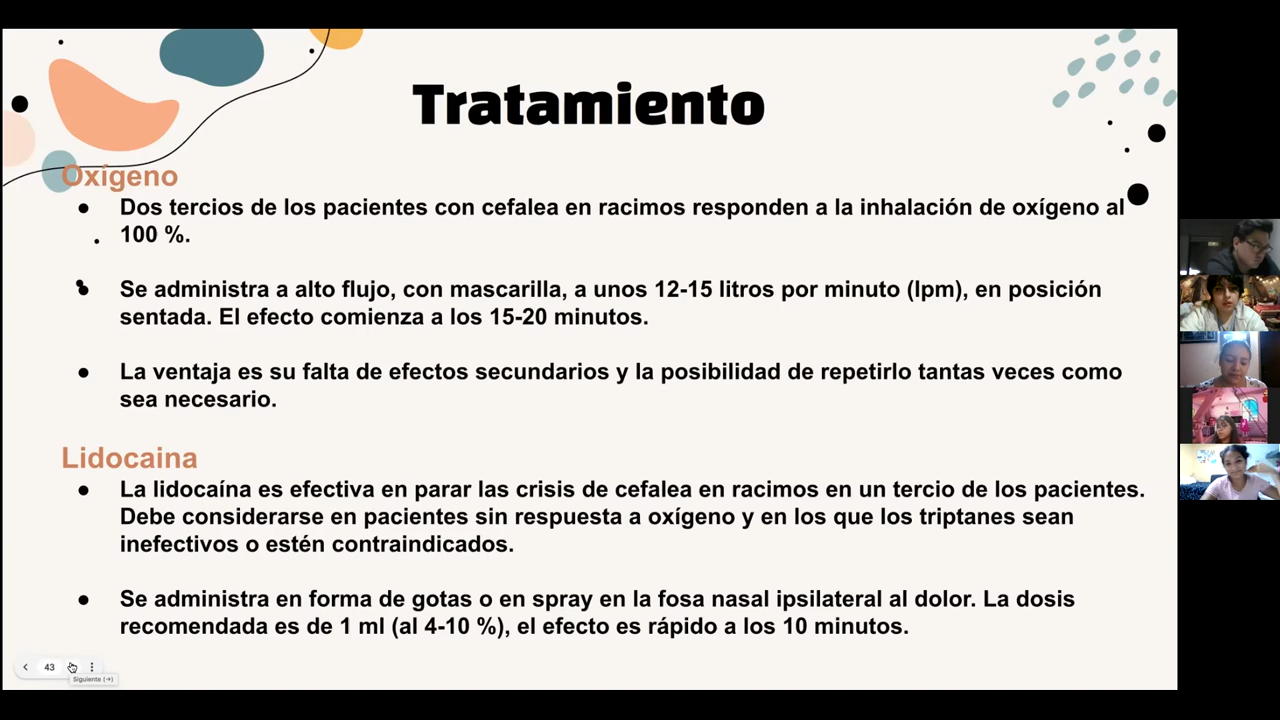 Tratamiento
Oxígeno
● Dos tercios de los pacientes con cefalea en racimos responden a la inhalación de oxígeno al
100 %.
● Se administra a alto flujo, con mascarilla, a unos 12-15 litros por minuto (lpm), en posición
sentada. El efecto comienza a los 15-20 minutos.
● La ventaja es su falta de efectos secundarios y la posibilidad de repetirlo tantas veces como
sea necesario.
Lidocaina
● La lidocaína es efectiva en parar las crisis de cefalea en racimos en un tercio de los pacientes.
Debe considerarse en pacientes sin respuesta a oxígeno y en los que los triptanes sean
inefectivos o estén contraindicados.
● Se administra en forma de gotas o en spray en la fosa nasal ipsilateral al dolor. La dosis
recomendada es de 1 ml (al 4-10 %), el efecto es rápido a los 10 minutos.
43
Siguiente (→)